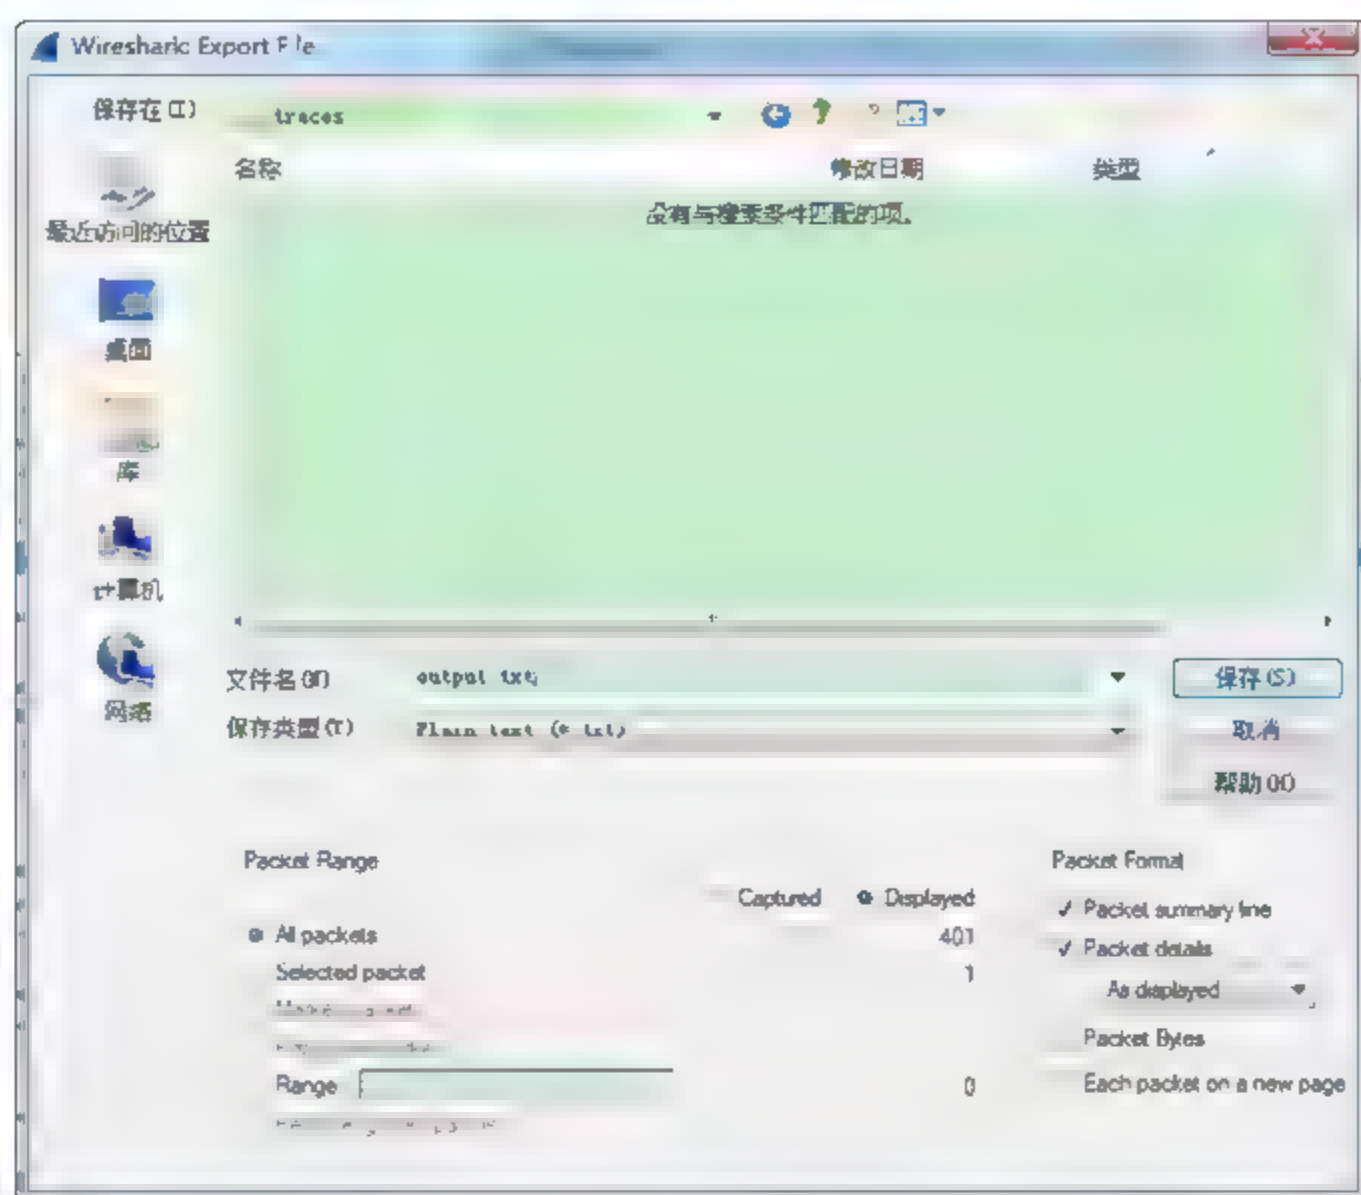 Wireshark: Export File
保存在(I)
traces
名称
修改日期
类型
没有与搜索条件匹配的项。
最近访问的位置
桌面
库
计算机
网络
文件名(N)
output txt
保存(S)
保存类型(T)
Plain text (* txt)
取消
帮助(H)
Packet Range
Packet Format
Captured
Displayed
Packet summary line
All packets
401
Packet details
Selected packet
1
As displayed
Packet Bytes
Range
0
Each packet on a new page